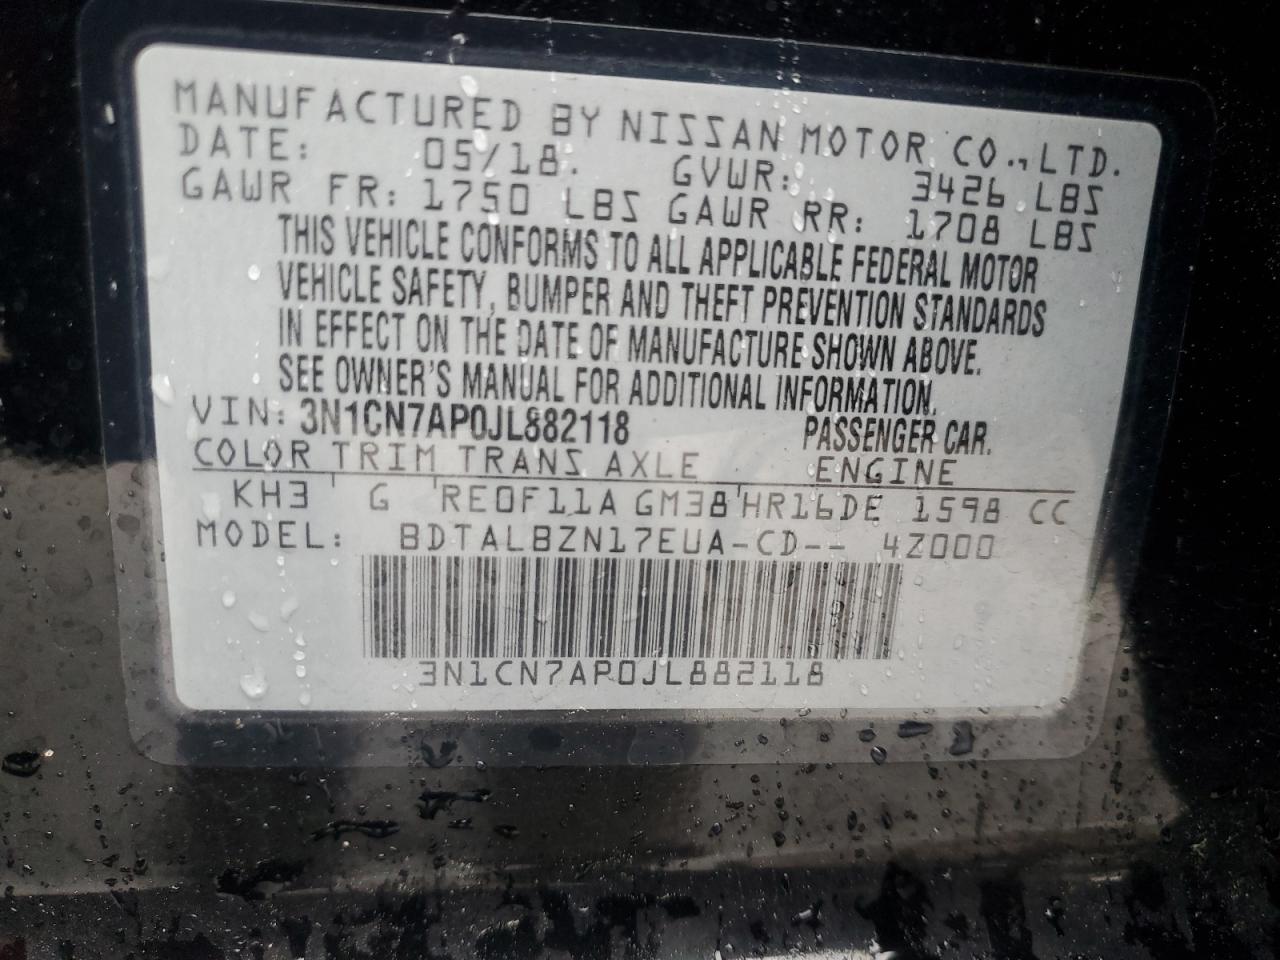 MANUFACTURED BY NISSAN MOTOR CO.,LTD.
DATE: 05/18. GVWR: 3426 LBS
GAWR FR: 1750 LBS GAWR RR: 1708 LBS
THIS VEHICLE CONFORMS TO ALL APPLICABLE FEDERAL MOTOR
VEHICLE SAFETY, BUMPER AND THEFT PREVENTION STANDARDS
IN EFFECT ON THE DATE OF MANUFACTURE SHOWN ABOVE.
SEE OWNER'S MANUAL FOR ADDITIONAL INFORMATION.
VIN: 3N1CN7AP0JL882118 PASSENGER CAR.
COLOR TRIM TRANS AXLE ENGINE
KH3 G RE0F11A GM38 HR16DE 1598 CC
MODEL: BDTALBZN17EUA-CD-- 4Z000
3N1CN7AP0JL882118